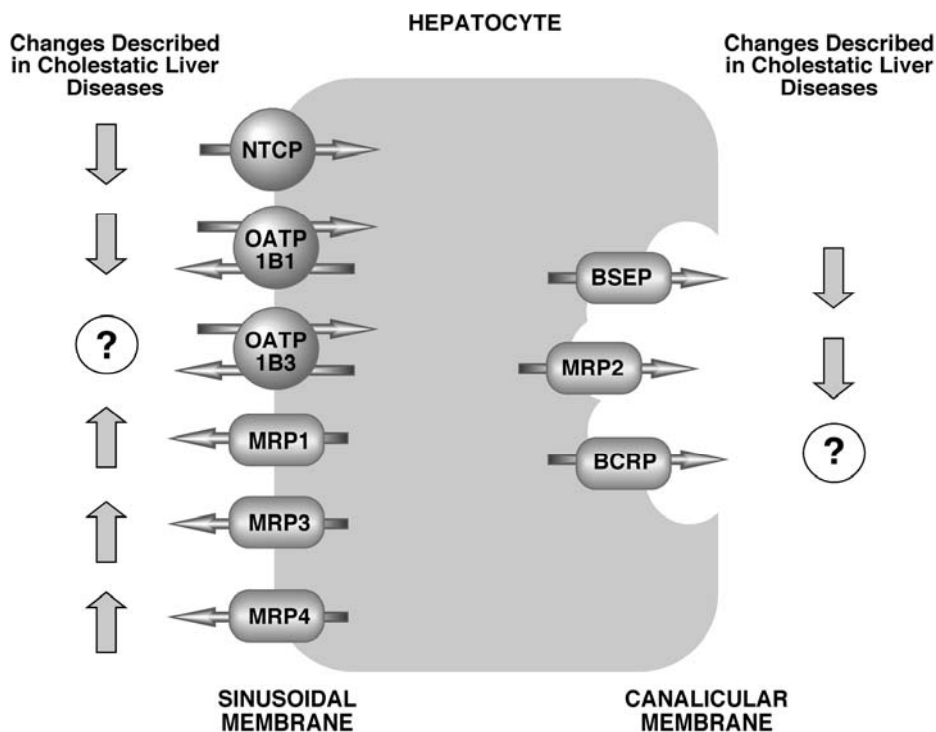 HEPATOCYTE
Changes Described
in Cholestatic Liver
Diseases
Changes Described
in Cholestatic Liver
Diseases
NTCP
OATP
1B1
?
OATP
1B3
MRP1
MRP3
MRP4
BSEP
MRP2
BCRP
?
SINUSOIDAL
MEMBRANE
CANALICULAR
MEMBRANE